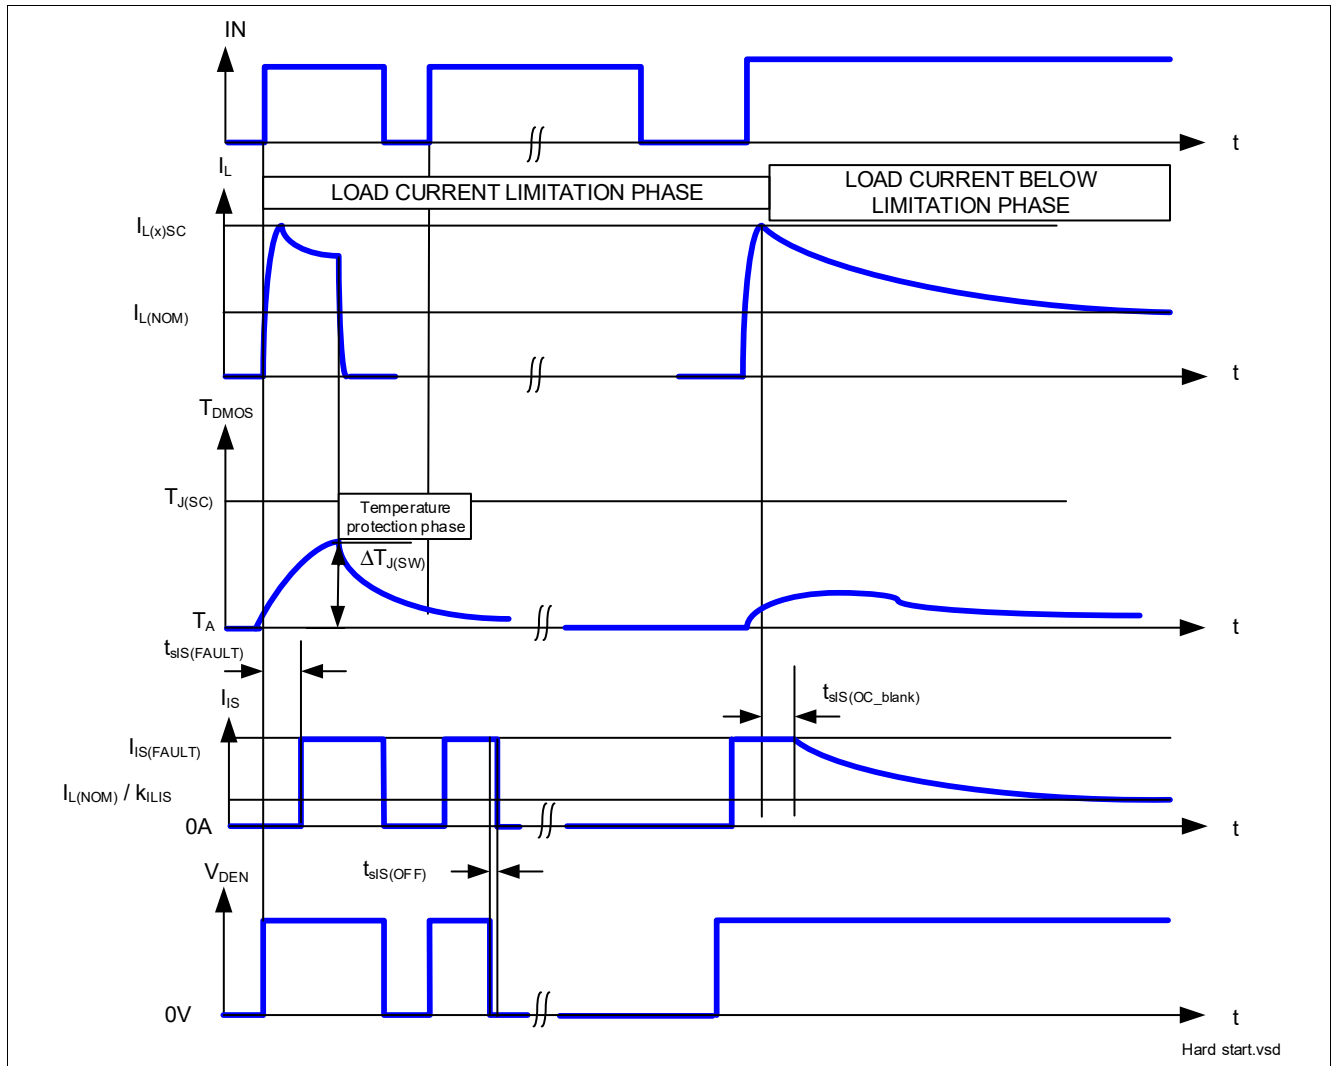 IN
t
IL
LOAD CURRENT LIMITATION PHASE
LOAD CURRENT BELOW
LIMITATION PHASE
IL(x)SC
IL(NOM)
t
TDMOS
TJ(SC)
Temperature
protection phase
ΔTJ(SW)
TA
t
tsIS(FAULT)
IIS
tsIS(OC_blank)
IIS(FAULT)
IL(NOM) / kILIS
0A
t
VDEN
tsIS(OFF)
0V
t
Hard start.vsd